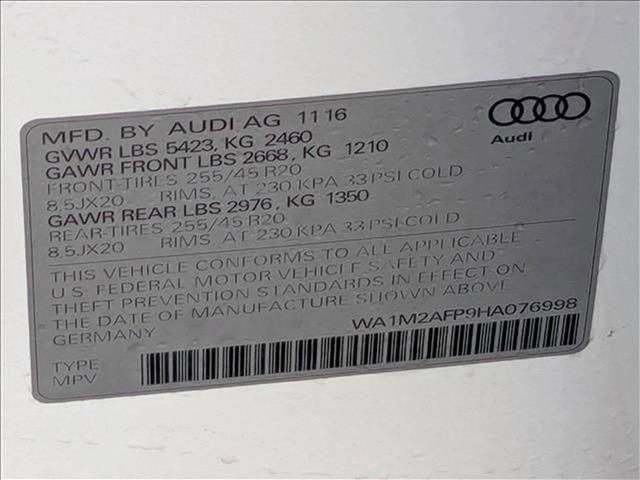 MFD. BY AUDI AG 11 16
GVWR LBS 5423, KG 2460
GAWR FRONT LBS 2668, KG 1210
FRONT-TIRES 255/45 R20
8,5JX20 RIMS, AT 230 KPA 33 PSI COLD
GAWR REAR LBS 2976, KG 1350
REAR-TIRES 255/45 R20
8,5JX20 RIMS, AT 230 KPA 33 PSI COLD
THIS VEHICLE CONFORMS TO ALL APPLICABLE
U.S. FEDERAL MOTOR VEHICLE SAFETY AND
THEFT PREVENTION STANDARDS IN EFFECT ON
THE DATE OF MANUFACTURE SHOWN ABOVE
GERMANY
WA1M2AFP9HA076998
TYPE
MPV
Audi